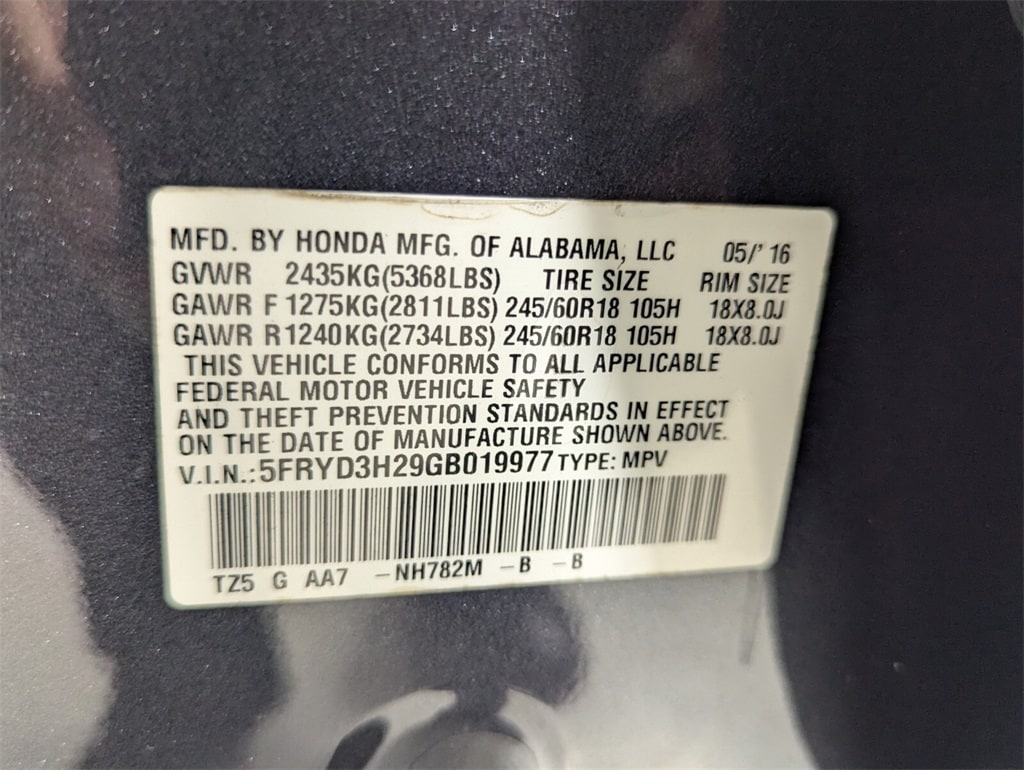 MFD. BY HONDA MFG. OF ALABAMA, LLC 05/' 16
GVWR 2435KG(5368LBS) TIRE SIZE RIM SIZE
GAWR F 1275KG(2811LBS) 245/60R18 105H 18X8.0J
GAWR R 1240KG(2734LBS) 245/60R18 105H 18X8.0J
THIS VEHICLE CONFORMS TO ALL APPLICABLE
FEDERAL MOTOR VEHICLE SAFETY
AND THEFT PREVENTION STANDARDS IN EFFECT
ON THE DATE OF MANUFACTURE SHOWN ABOVE.
V.I.N.: 5FRYD3H29GB019977 TYPE: MPV
TZ5 G AA7 –NH782M –B –B